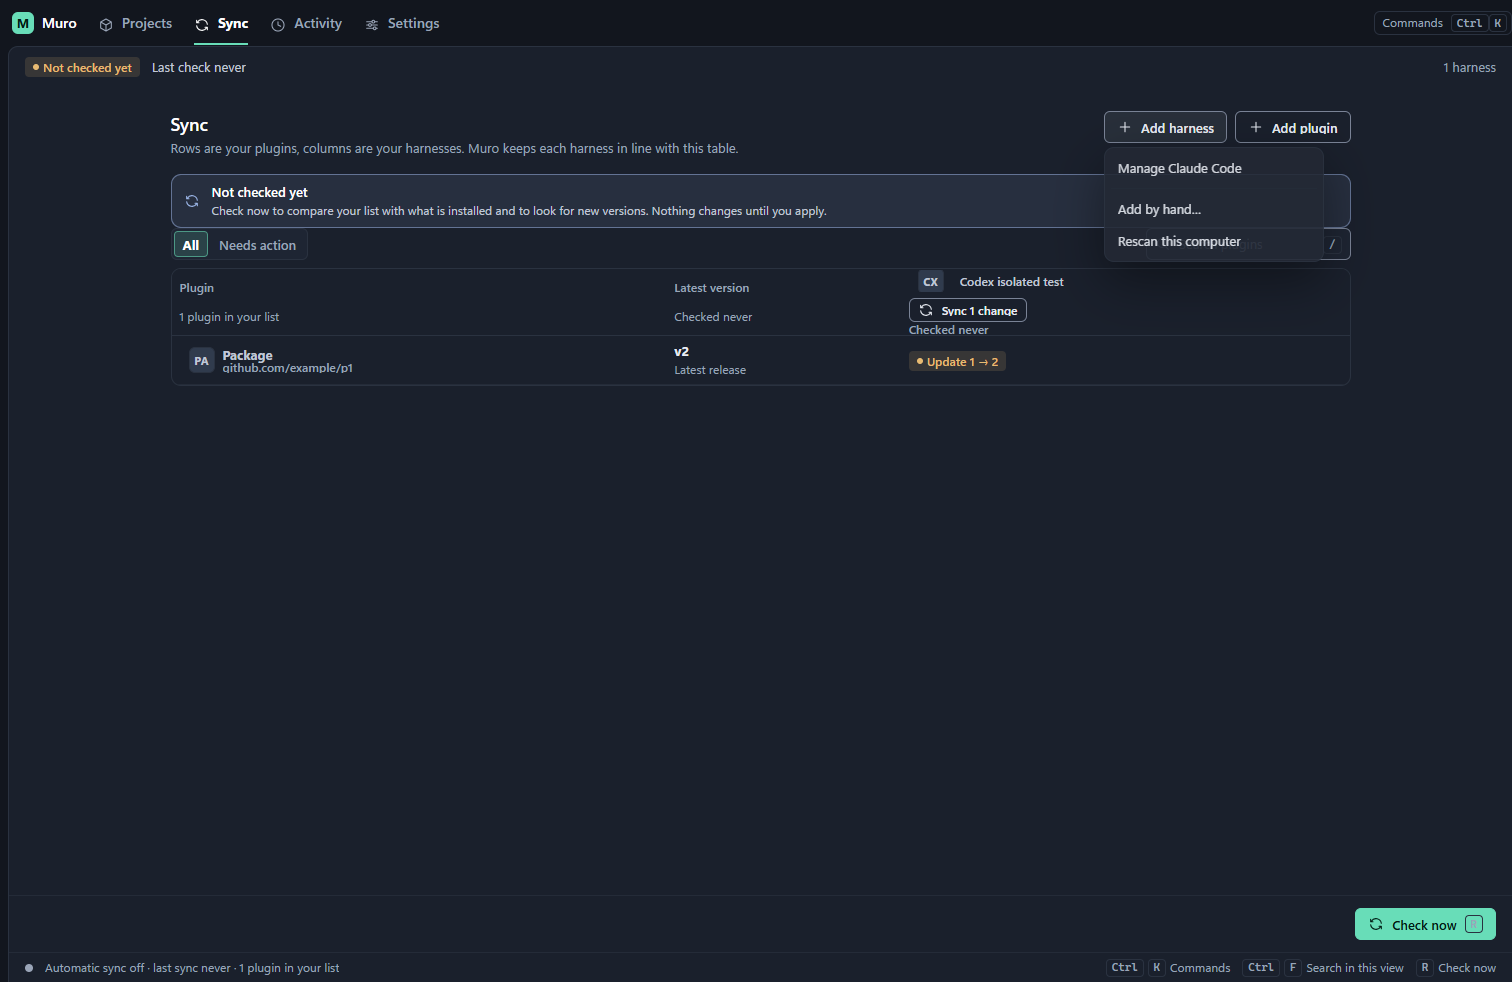 M Muro Projects Sync Activity Settings Commands Ctrl K
Not checked yet Last check never 1 harness
Sync
Rows are your plugins, columns are your harnesses. Muro keeps each harness in line with this table.
+ Add harness + Add plugin
Manage Claude Code
Add by hand...
Rescan this computer
Not checked yet
Check now to compare your list with what is installed and to look for new versions. Nothing changes until you apply.
All Needs action /
Plugin Latest version CX Codex isolated test
1 plugin in your list Checked never Sync 1 change
Checked never
PA Package v2 Update 1 → 2
github.com/example/p1 Latest release
Check now R
Automatic sync off · last sync never · 1 plugin in your list Ctrl K Commands Ctrl F Search in this view R Check now